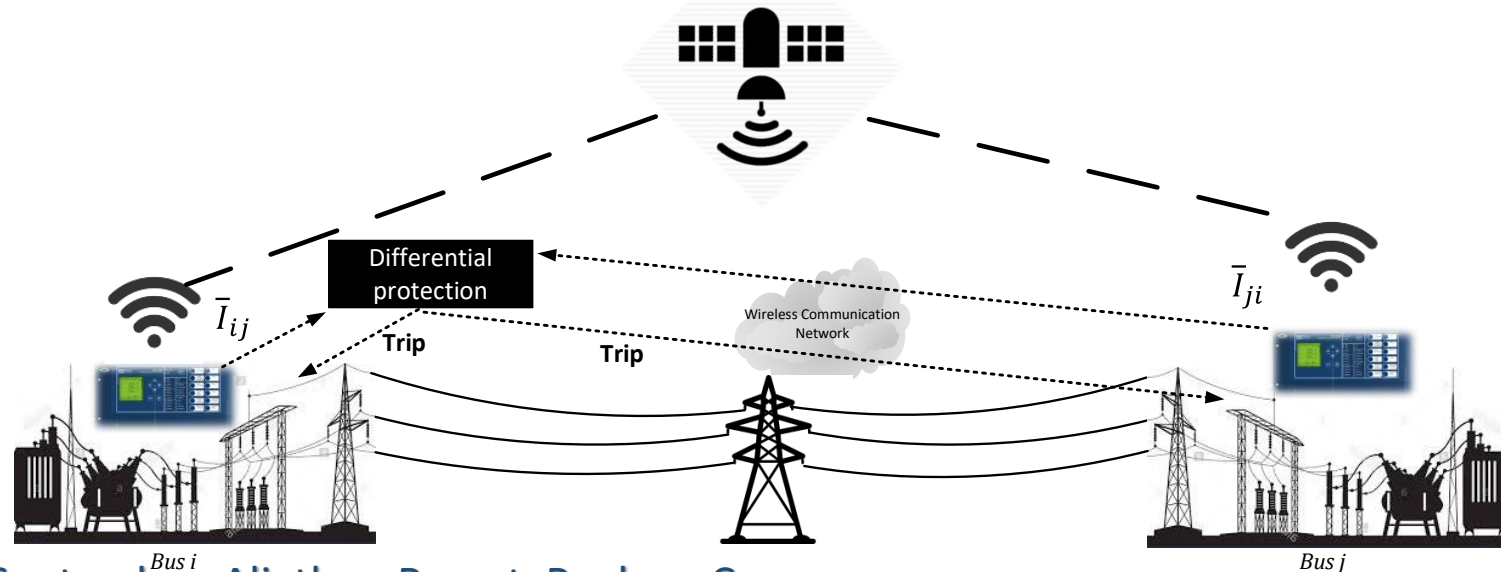 Differential
protection
Ī_ij
Ī_ji
Wireless Communication
Network
Trip
Trip
Bus i
Bus j